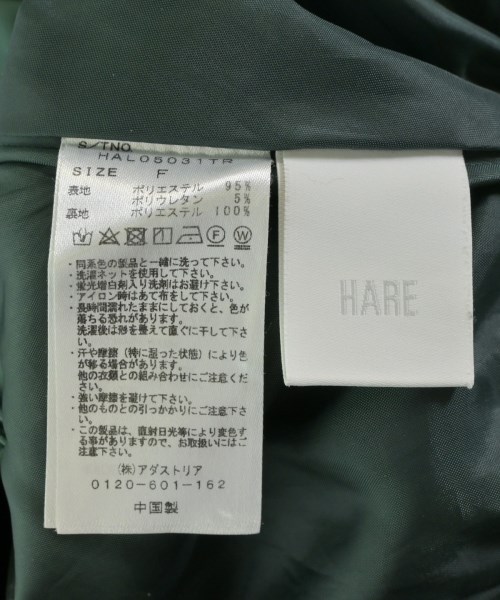 S/TNO.
HAL05031TR
SIZE F
表地 ポリエステル 95%
ポリウレタン 5%
裏地 ポリエステル 100%
・同系色の製品と一緒に洗って下さい。
・洗濯ネットを使用して下さい。
・蛍光増白剤入り洗剤はお避け下さい。
・アイロン時はあて布をして下さい。
・長時間濡れたままにしておくと、色が
落ちる恐れがあります。
洗濯後は形を整えて直ぐに干して下さい。
・汗や摩擦（特に湿った状態）により色
が移る場合があります。
他の衣類との組み合わせにご注意くだ
さい。
・強い摩擦を避けて下さい。
・他のものとの引っかかりにご注意下さい。
・この製品は、直射日光等により変色す
る事がありますので、お取扱いにはご
注意下さい。
(株)アダストリア
0120-601-162
中国製
HARE